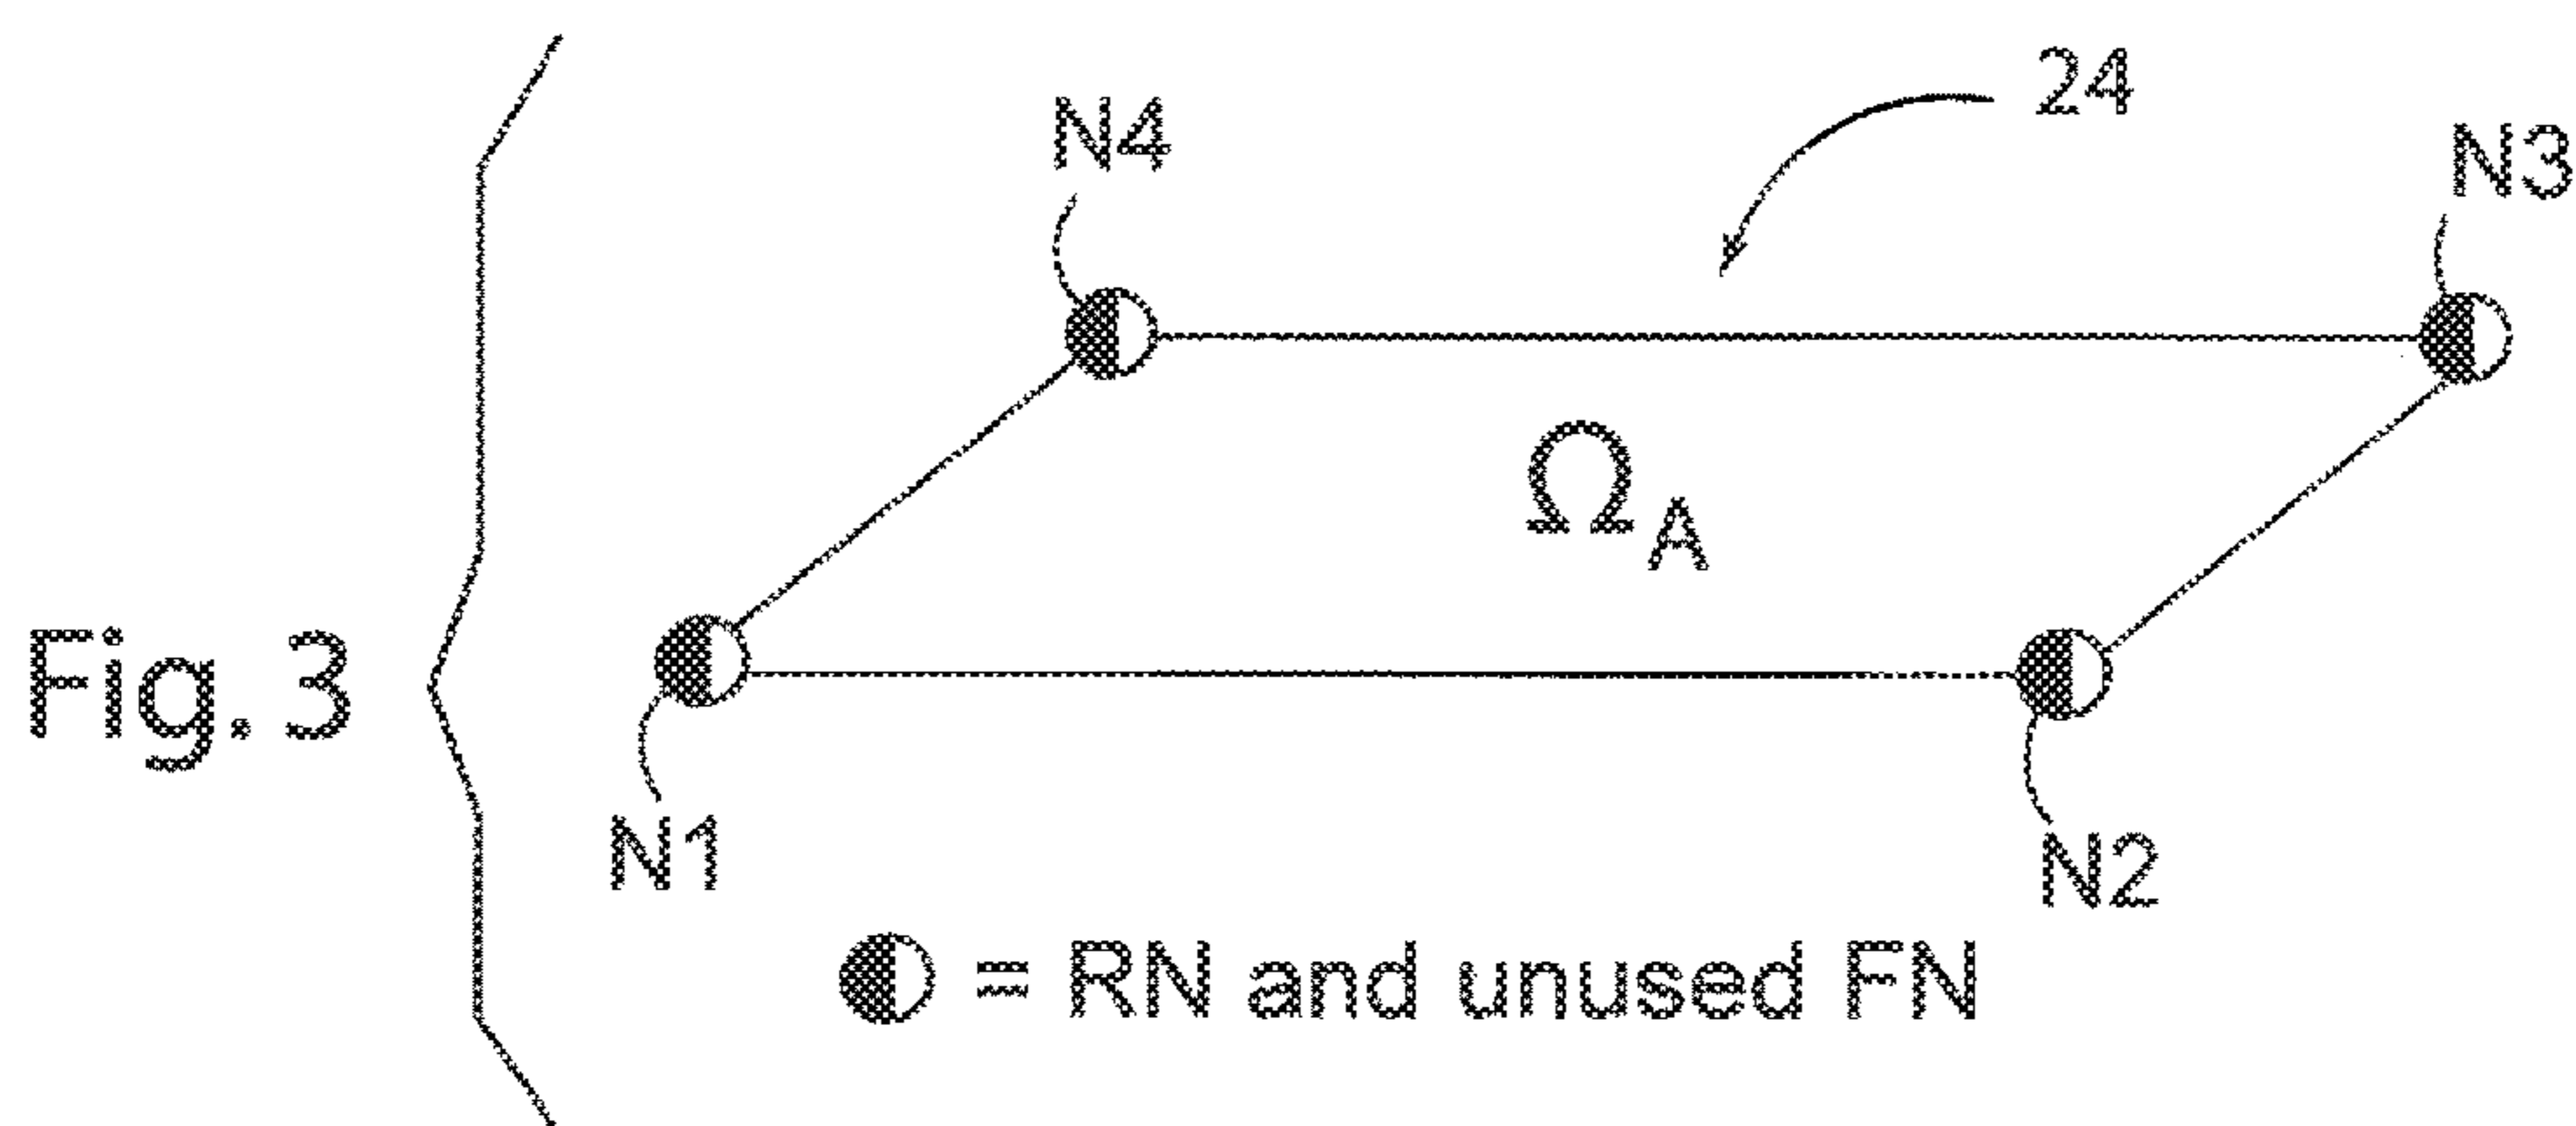 24
N4
N3
Ω_A
Fig. 3
N1
N2
= RN and unused FN